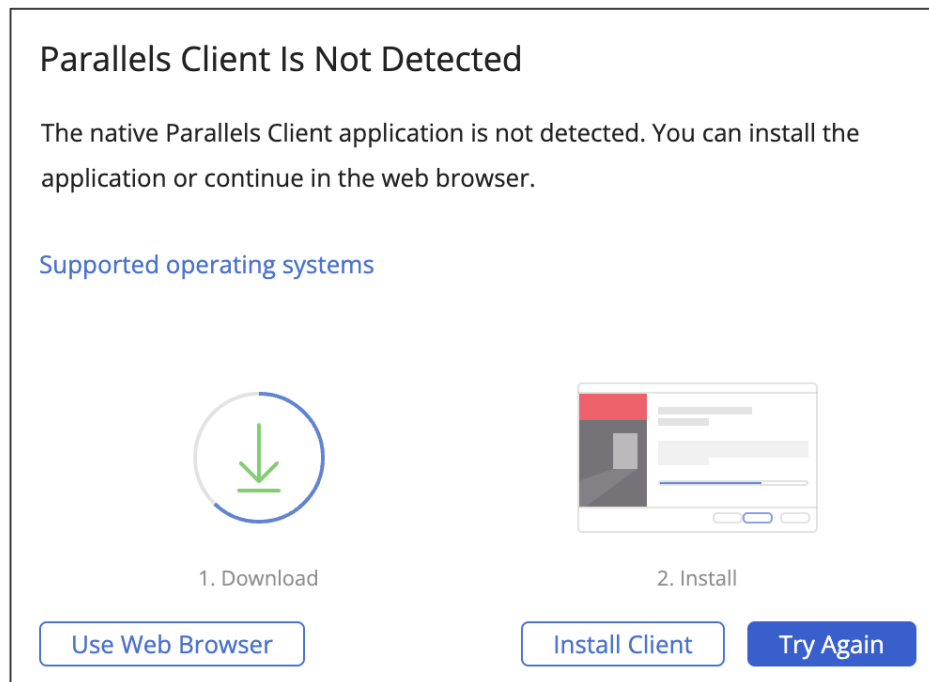 Parallels Client Is Not Detected
The native Parallels Client application is not detected. You can install the
application or continue in the web browser.
Supported operating systems
1. Download
2. Install
Use Web Browser
Install Client
Try Again